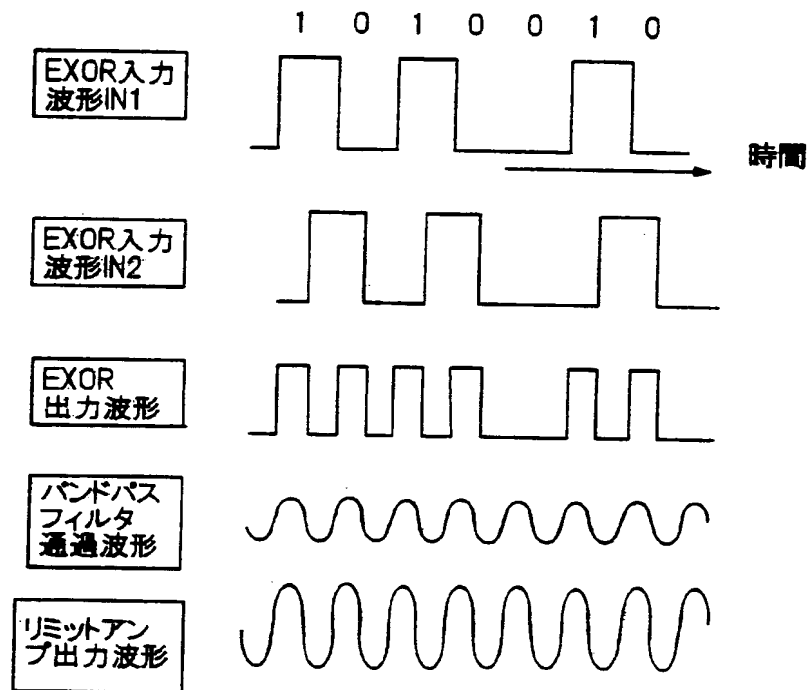 1 0 1 0 0 1 0
EXOR入力
波形IN1
時間
EXOR入力
波形IN2
EXOR
出力波形
バンドパス
フィルタ
通過波形
リミットアン
プ出力波形